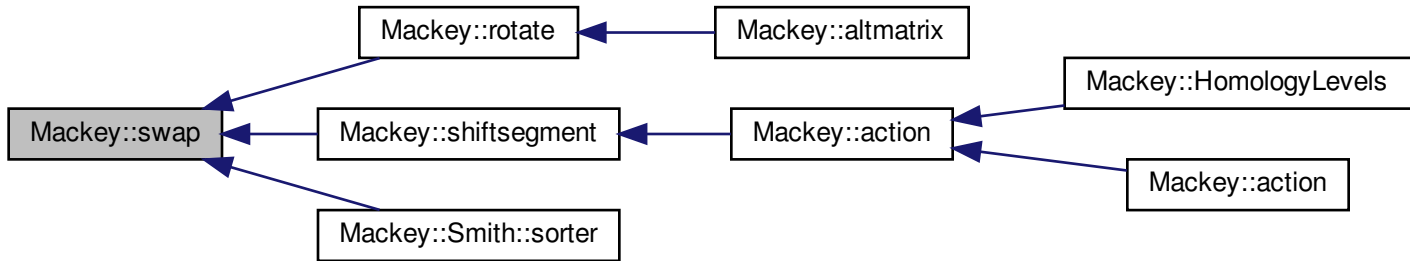 Mackey::rotate
Mackey::altmatrix
Mackey::HomologyLevels
Mackey::swap
Mackey::shiftsegment
Mackey::action
Mackey::action
Mackey::Smith::sorter